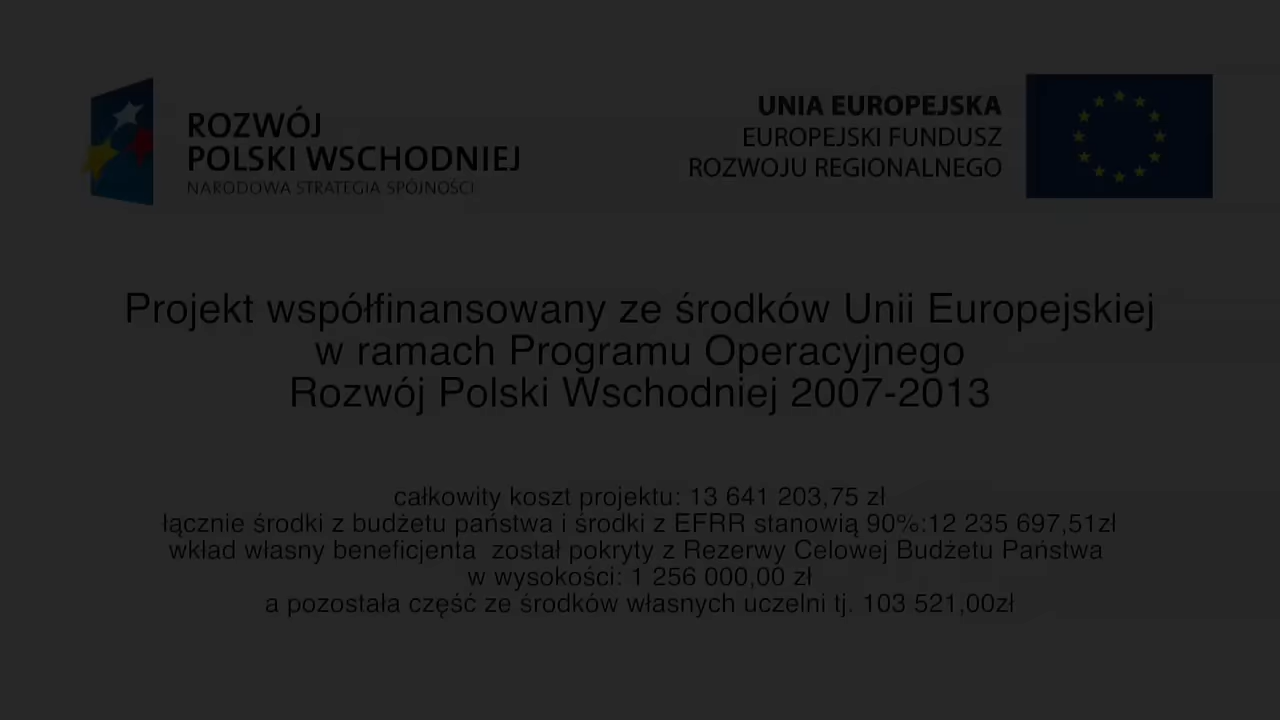 ROZWÓJ
POLSKI WSCHODNIEJ
NARODOWA STRATEGIA SPÓJNOŚCI
UNIA EUROPEJSKA
EUROPEJSKI FUNDUSZ
ROZWOJU REGIONALNEGO
Projekt współfinansowany ze środków Unii Europejskiej
w ramach Programu Operacyjnego
Rozwój Polski Wschodniej 2007-2013
całkowity koszt projektu: 13 641 203,75 zł
łącznie środki z budżetu państwa i środki z EFRR stanowią 90%:12 235 697,51zł
wkład własny beneficjenta  został pokryty z Rezerwy Celowej Budżetu Państwa
w wysokości: 1 256 000,00 zł
a pozostała część ze środków własnych uczelni tj. 103 521,00zł